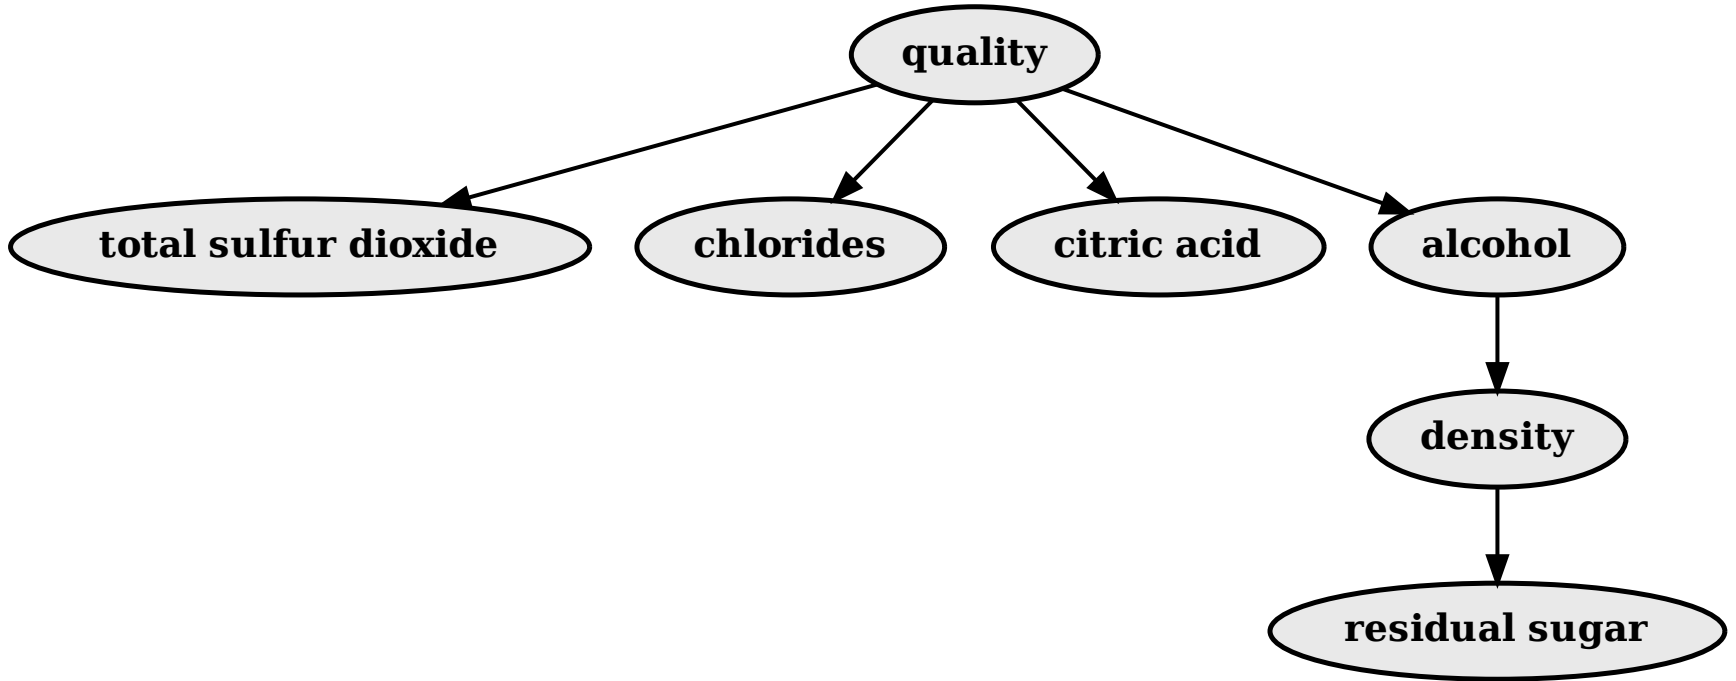 quality
total sulfur dioxide
chlorides
citric acid
alcohol
density
residual sugar